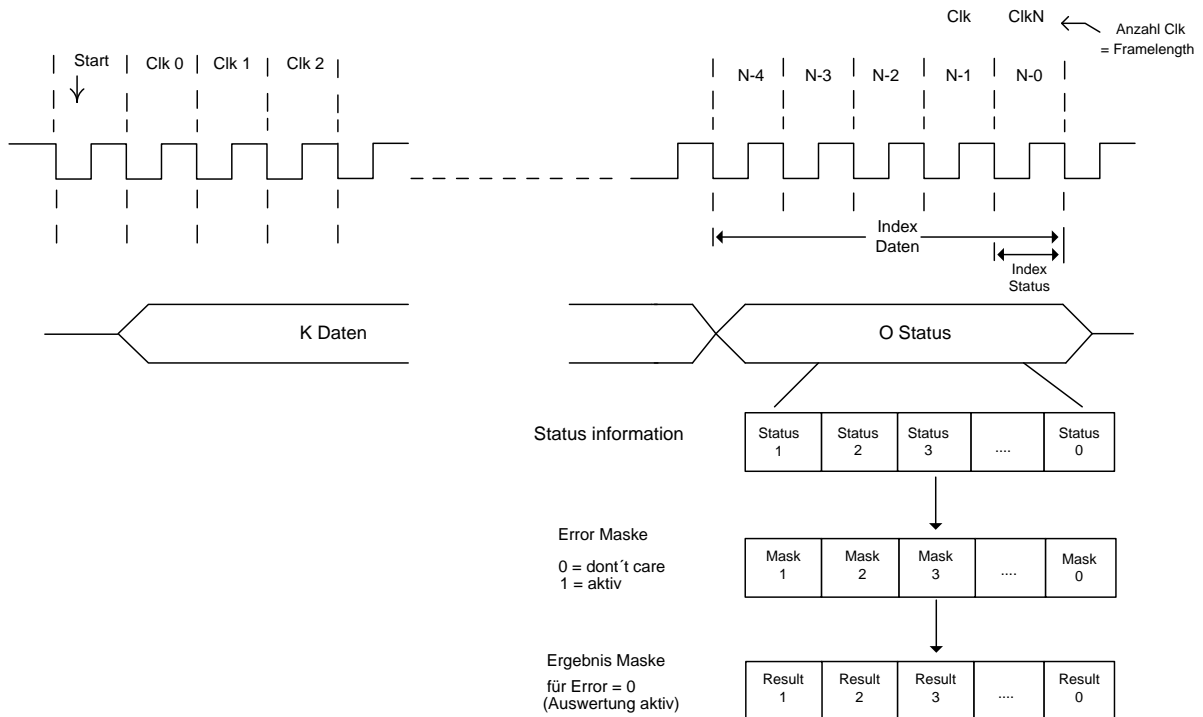 Clk ClkN
Anzahl Clk
= Framelength
Start Clk 0 Clk 1 Clk 2
N-4 N-3 N-2 N-1 N-0
Index
Daten
Index
Status
K Daten O Status
Status information
Status Status Status Status
1 2 3 .... 0
Error Maske
0 = dont´t care
1 = aktiv
Mask Mask Mask Mask
1 2 3 .... 0
Ergebnis Maske
für Error = 0
(Auswertung aktiv)
Result Result Result Result
1 2 3 .... 0